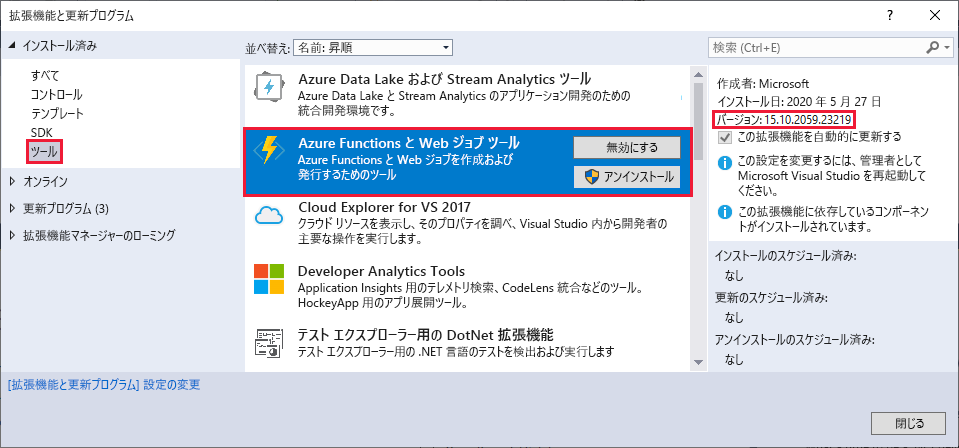 拡張機能と更新プログラム
?
インストール済み
すべて
コントロール
テンプレート
SDK
ツール
オンライン
更新プログラム (3)
拡張機能マネージャーのローミング
並べ替え: 名前: 昇順
Azure Data Lake および Stream Analytics ツール
Azure Data Lake と Stream Analytics のアプリケーション開発のための
統合開発環境です。
Azure Functions と Web ジョブ ツール
Azure Functions と Web ジョブを作成および
発行するためのツール
無効にする
アンインストール
Cloud Explorer for VS 2017
クラウド リソースを表示し、そのプロパティを調べ、Visual Studio 内から開発者の
主要な操作を実行します。
Developer Analytics Tools
Application Insights 用のテレメトリ検索、CodeLens 統合などのツール。
HockeyApp 用のアプリ展開ツール。
テスト エクスプローラー用の DotNet 拡張機能
テスト エクスプローラー用の .NET 言語のテストを検出および実行します
検索 (Ctrl+E)
作成者: Microsoft
インストール日: 2020 年 5 月 27 日
バージョン: 15.10.2059.23219
この拡張機能を自動的に更新する
この設定を変更するには、管理者として
Microsoft Visual Studio を再起動して
ください。
この拡張機能に依存しているコンポーネン
トがインストールされています。
インストールのスケジュール済み:
なし
更新のスケジュール済み:
なし
アンインストールのスケジュール済み:
なし
[拡張機能と更新プログラム] 設定の変更
閉じる